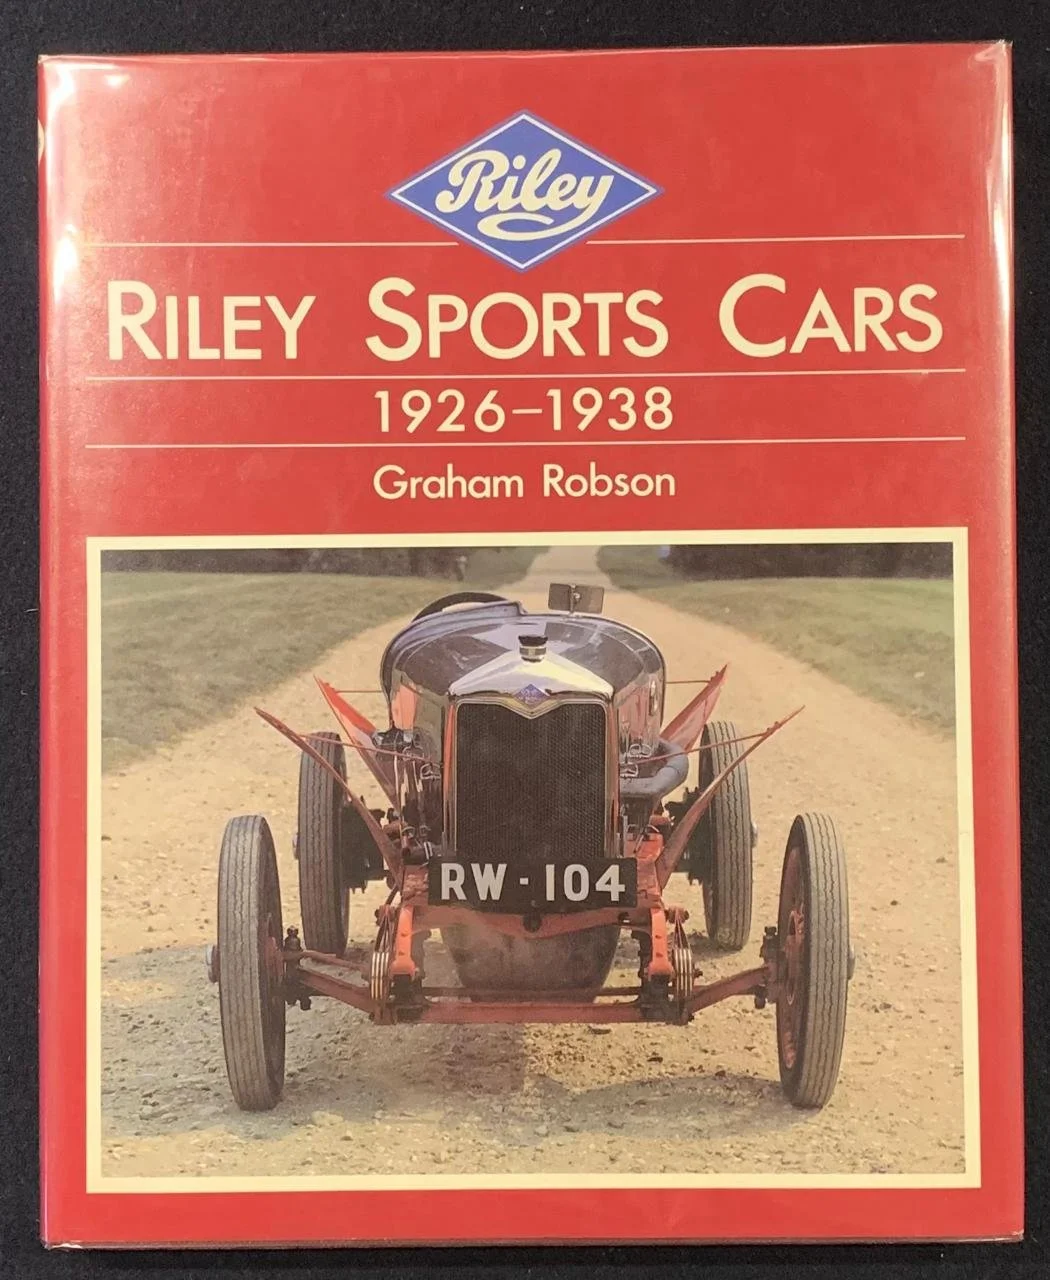 Riley
RILEY SPORTS CARS
1926–1938
Graham Robson
RW-104